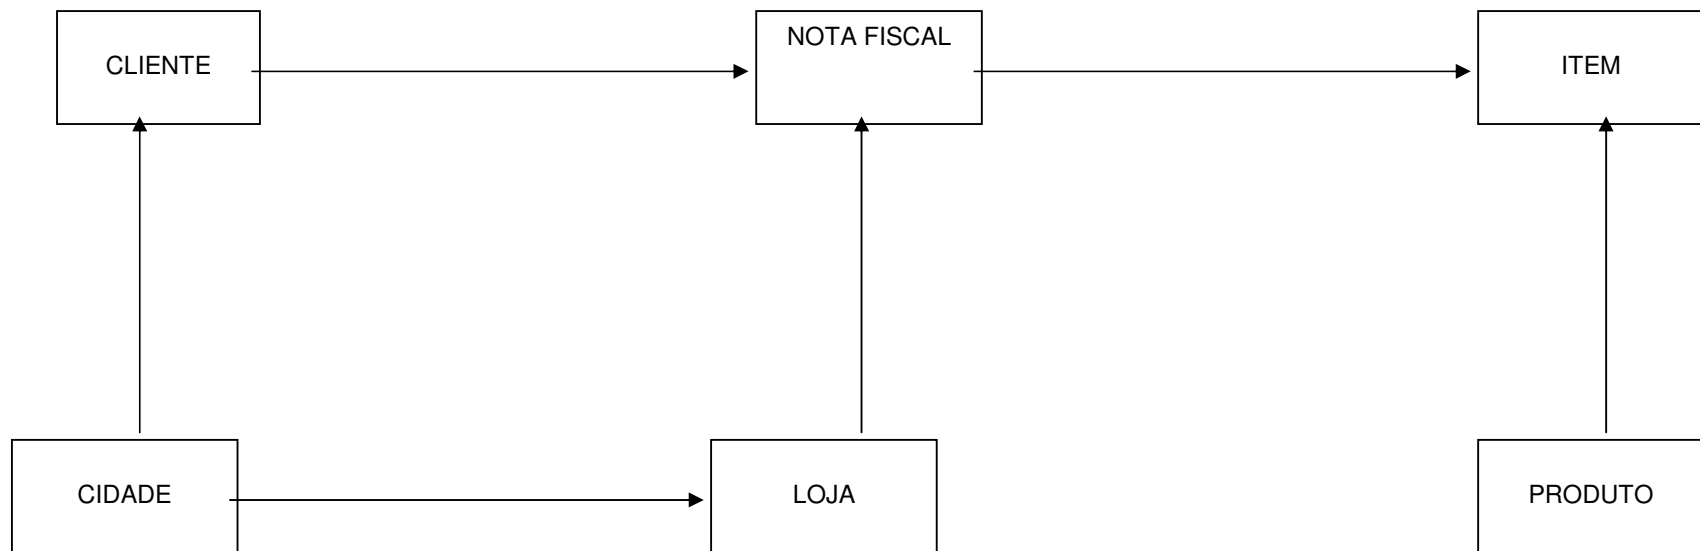 CLIENTE
NOTA FISCAL
ITEM
CIDADE
LOJA
PRODUTO